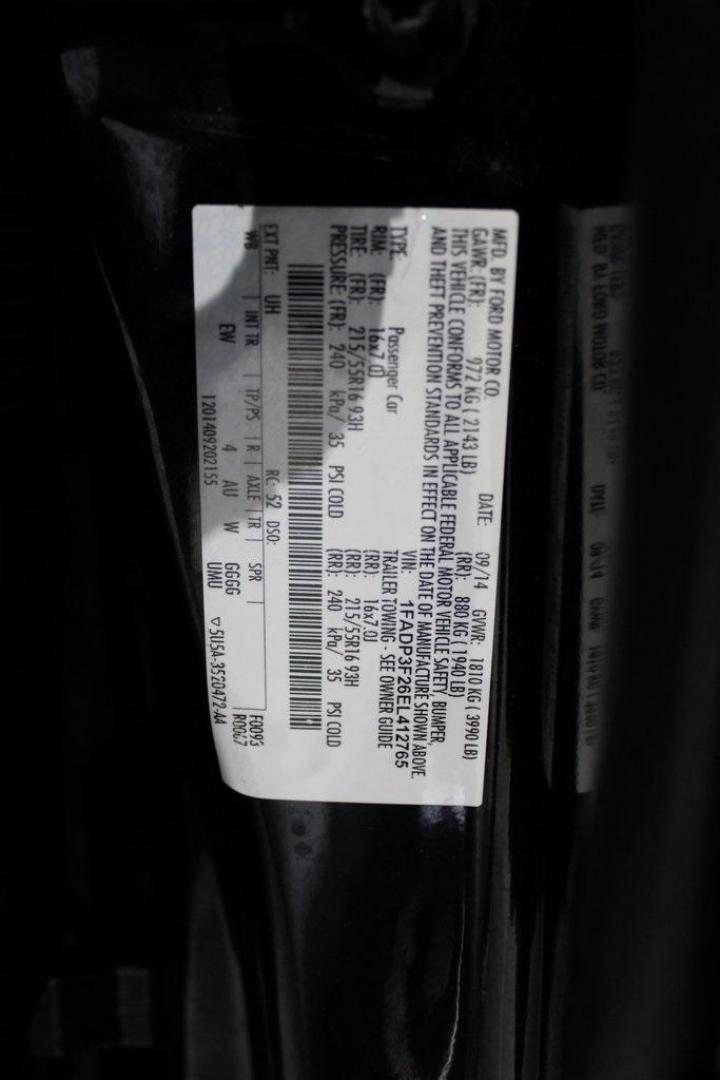 MFD. BY FORD MOTOR CO.
DATE: 09/14 GVWR: 1810 KG ( 3990 LB)
GAWR: (FR): 972 KG ( 2143 LB) (RR): 880 KG ( 1940 LB)
THIS VEHICLE CONFORMS TO ALL APPLICABLE FEDERAL MOTOR VEHICLE SAFETY, BUMPER,
AND THEFT PREVENTION STANDARDS IN EFFECT ON THE DATE OF MANUFACTURE SHOWN ABOVE.
VIN: 1FADP3F26EL412765
TYPE: Passenger Car TRAILER TOWING - SEE OWNER GUIDE
RIM: (FR): 16x7.0J (RR): 16x7.0J
TIRE: (FR): 215/55R16 93H (RR): 215/55R16 93H
PRESSURE: (FR): 240 kPa/ 35 PSI COLD (RR): 240 kPa/ 35 PSI COLD
EXT PNT: UH RC: 52 DSO: F0093
WB | INT TR | TP/PS | R | AXLE | TR | SPR R0067
EW 4 AU W GGGG
1201409202155 UMU ▽ 5U5A-3520472-AA